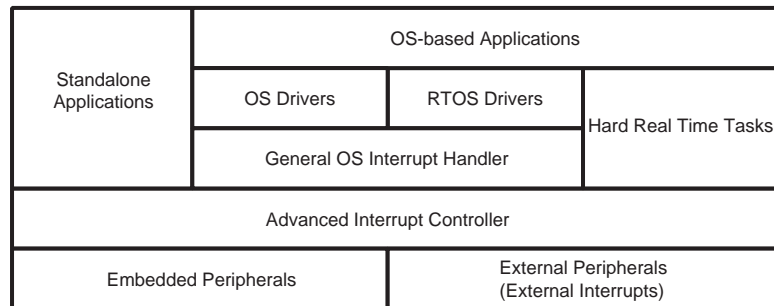 OS-based Applications
Standalone
Applications
OS Drivers
RTOS Drivers
Hard Real Time Tasks
General OS Interrupt Handler
Advanced Interrupt Controller
Embedded Peripherals
External Peripherals
(External Interrupts)